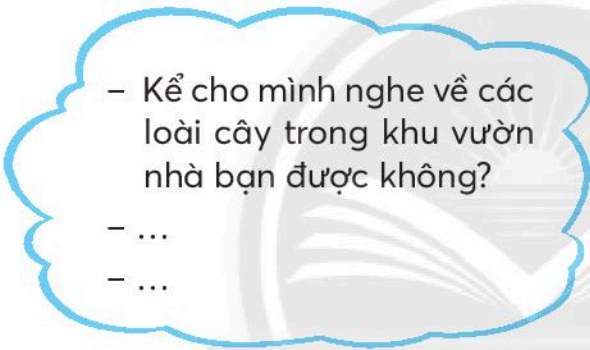 – Kể cho mình nghe về các
loài cây trong khu vườn
nhà bạn được không?
– ...
– ...